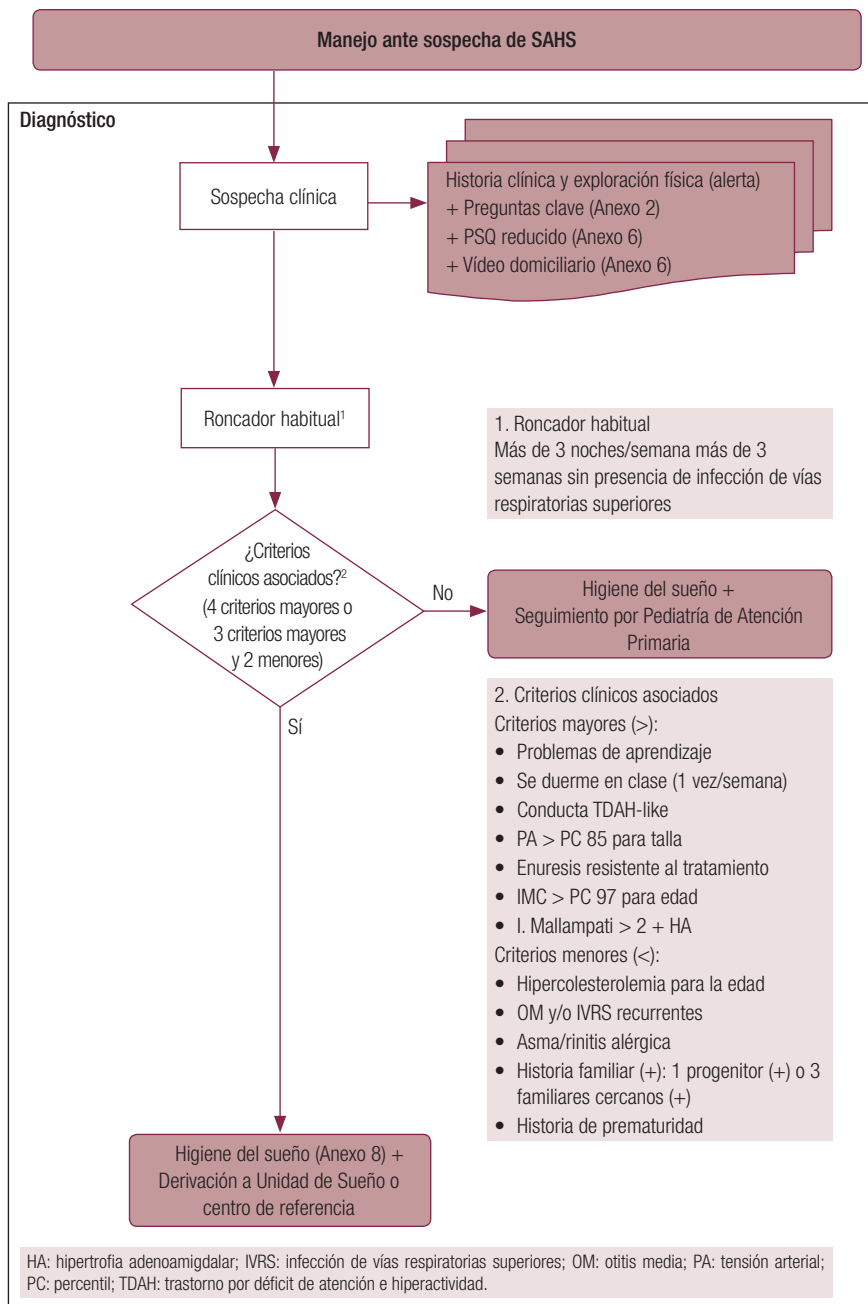 Manejo ante sospecha de SAHS
Diagnóstico
Sospecha clínica
Historia clínica y exploración física (alerta)
+ Preguntas clave (Anexo 2)
+ PSQ reducido (Anexo 6)
+ Vídeo domiciliario (Anexo 6)
Roncador habitual¹
1. Roncador habitual
Más de 3 noches/semana más de 3
semanas sin presencia de infección de vías
respiratorias superiores
¿Criterios
clínicos asociados?²
(4 criterios mayores o
3 criterios mayores
y 2 menores)
No
Higiene del sueño +
Seguimiento por Pediatría de Atención
Primaria
Sí
2. Criterios clínicos asociados
Criterios mayores (>):
• Problemas de aprendizaje
• Se duerme en clase (1 vez/semana)
• Conducta TDAH-like
• PA > PC 85 para talla
• Enuresis resistente al tratamiento
• IMC > PC 97 para edad
• I. Mallampati > 2 + HA
Criterios menores (<):
• Hipercolesterolemia para la edad
• OM y/o IVRS recurrentes
• Asma/rinitis alérgica
• Historia familiar (+): 1 progenitor (+) o 3
familiares cercanos (+)
• Historia de prematuridad
Higiene del sueño (Anexo 8) +
Derivación a Unidad de Sueño o
centro de referencia
HA: hipertrofia adenoamigdalar; IVRS: infección de vías respiratorias superiores; OM: otitis media; PA: tensión arterial;
PC: percentil; TDAH: trastorno por déficit de atención e hiperactividad.